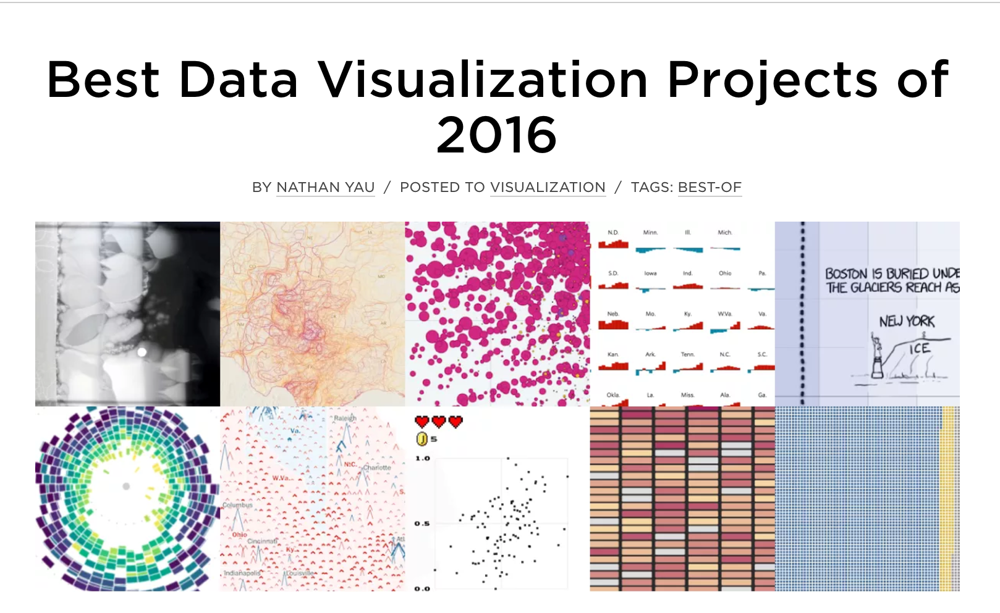 Best Data Visualization Projects of
2016
BY NATHAN YAU / POSTED TO VISUALIZATION / TAGS: BEST-OF
N.D. Minn. Ill. Mich.
S.D. Iowa Ind. Ohio Pa.
Neb. Mo. Ky. W.Va. Va.
Kan. Ark. Tenn. N.C. S.C.
Okla. La. Miss. Ala. Ga.
BOSTON IS BURIED UNDE
THE GLACIERS REACH AS
NEW YORK
ICE
Raleigh
Va.
N.C.
Charlotte
W.Va.
S.
Columbus
Ohio
Cincinnati
Atl
Ky.
Indianapolis
Louisville
5
1.0
0.5
0.0